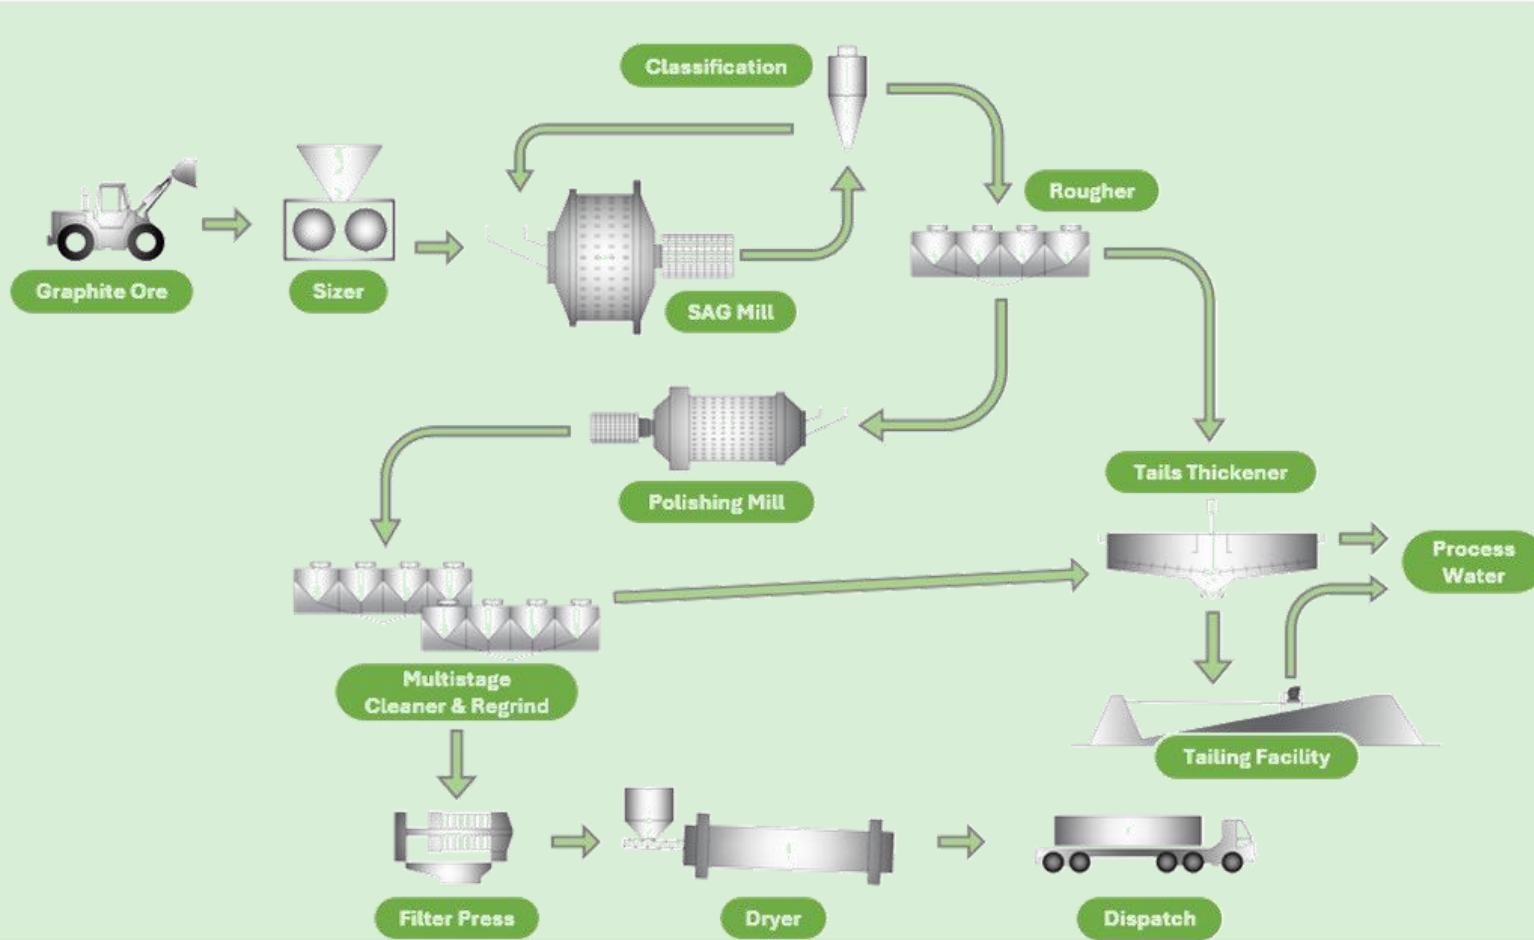 Classification
Rougher
Graphite Ore
Sizer
SAG Mill
Tails Thickener
Polishing Mill
Process
Water
Multistage
Cleaner & Regrind
Tailing Facility
Filter Press
Dryer
Dispatch